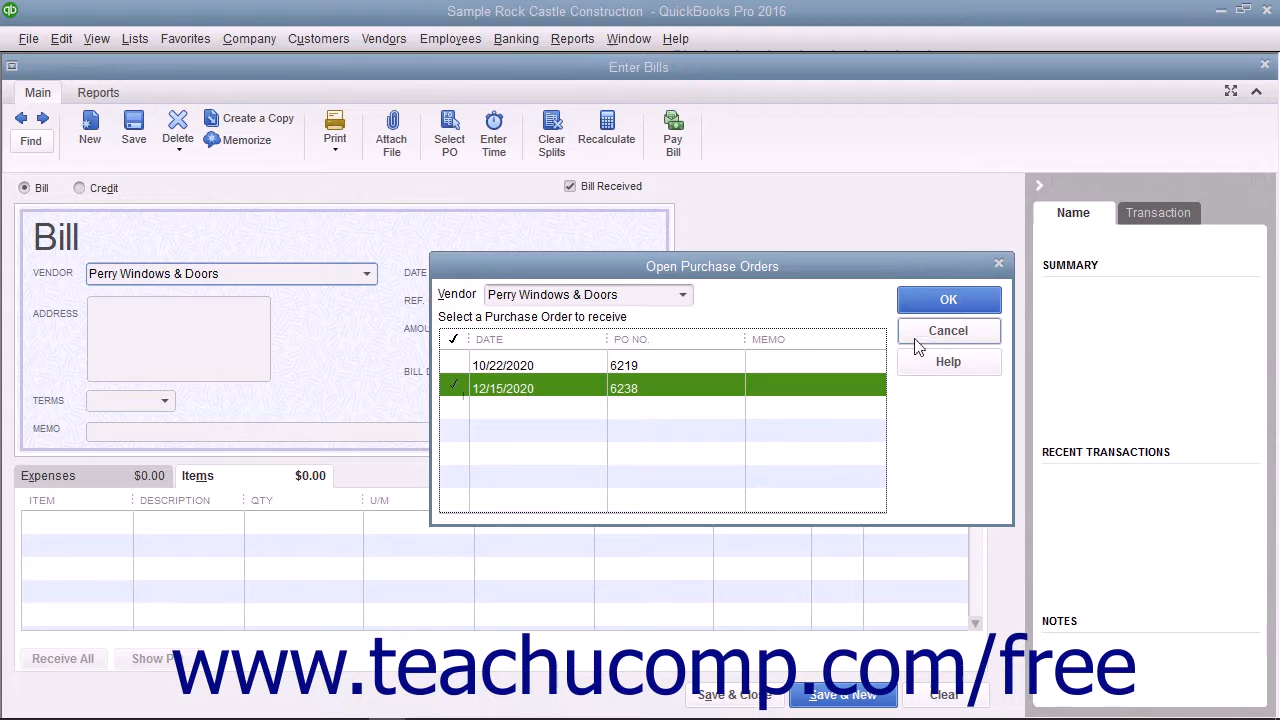 Sample Rock Castle Construction - QuickBooks Pro 2016
File Edit View Lists Favorites Company Customers Vendors Employees Banking Reports Window Help
Enter Bills
Main Reports
Find
New
Save
Delete
Create a Copy
Memorize
Print
Attach File
Select PO
Enter Time
Clear Splits
Recalculate
Pay Bill
Bill Credit Bill Received
Bill
VENDOR Perry Windows & Doors
DATE
ADDRESS
REF.
AMOU
BILL D
TERMS
MEMO
Open Purchase Orders
Vendor Perry Windows & Doors
Select a Purchase Order to receive
DATE PO NO. MEMO
10/22/2020 6219
12/15/2020 6238
OK
Cancel
Help
Expenses $0.00 Items $0.00
ITEM DESCRIPTION QTY U/M
Receive All Show P
Save & Close Save & New Clear
Name Transaction
SUMMARY
RECENT TRANSACTIONS
NOTES
www.teachucomp.com/free